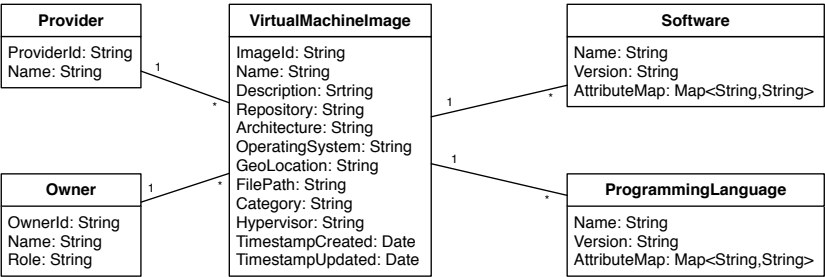 Provider
ProviderId: String
Name: String
1
*
Owner
OwnerId: String
Name: String
Role: String
1
*
VirtualMachineImage
ImageId: String
Name: String
Description: Srtring
Repository: String
Architecture: String
OperatingSystem: String
GeoLocation: String
FilePath: String
Category: String
Hypervisor: String
TimestampCreated: Date
TimestampUpdated: Date
1
*
1
*
Software
Name: String
Version: String
AttributeMap: Map<String,String>
ProgrammingLanguage
Name: String
Version: String
AttributeMap: Map<String,String>